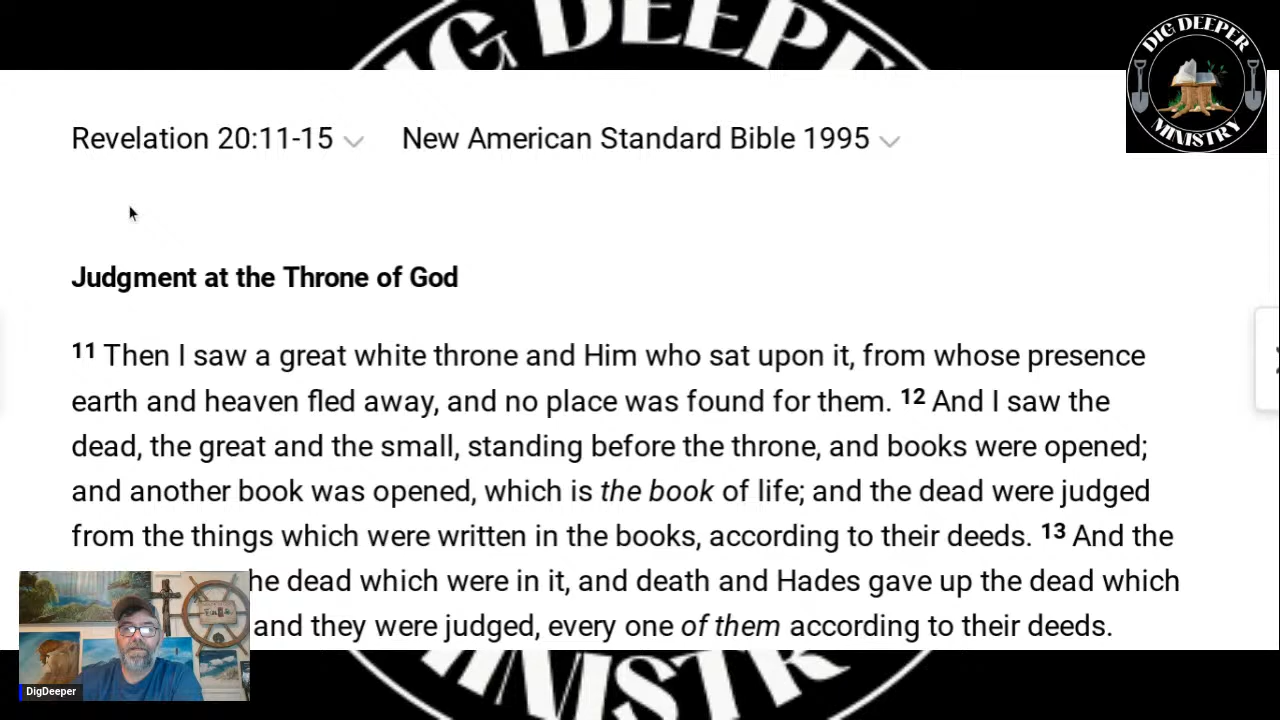 DIG DEEPER
DIG DEEPER
MINISTRY
Revelation 20:11-15 New American Standard Bible 1995
Judgment at the Throne of God
11 Then I saw a great white throne and Him who sat upon it, from whose presence
earth and heaven fled away, and no place was found for them. 12 And I saw the
dead, the great and the small, standing before the throne, and books were opened;
and another book was opened, which is the book of life; and the dead were judged
from the things which were written in the books, according to their deeds. 13 And the
he dead which were in it, and death and Hades gave up the dead which
and they were judged, every one of them according to their deeds.
DigDeeper
MINISTR